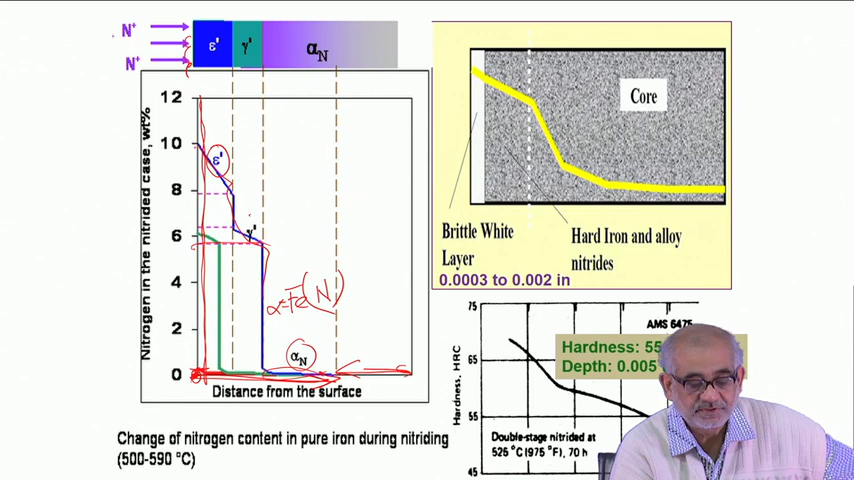 N⁺
N⁺
ε'
γ'
αN
12
10
8
6
4
2
0
Nitrogen in the nitrided case, wt%
ε'
γ'
α-Fe(N)
αN
Distance from the surface
Change of nitrogen content in pure iron during nitriding
(500-590 °C)
Core
Brittle White
Layer
0.0003 to 0.002 in
Hard Iron and alloy
nitrides
75
65
55
45
Hardness, HRC
AMS 6475
Hardness: 55
Depth: 0.005
Double-stage nitrided at
525 °C (975 °F), 70 h